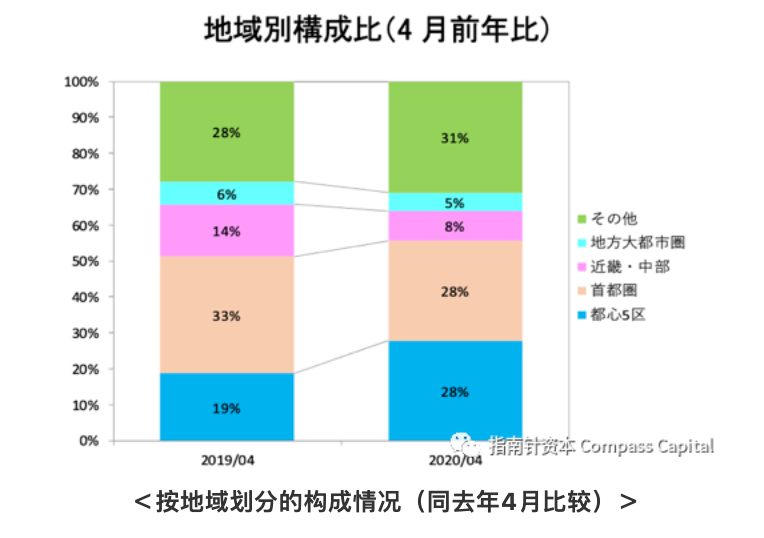 地域別構成比（4 月前年比）
100%
90%
80%
70%
60%
50%
40%
30%
20%
10%
0%
28%
6%
14%
33%
19%
31%
5%
8%
28%
28%
その他
地方大都市圏
近畿・中部
首都圏
都心5区
2019/04
2020/04
指南针资本 Compass Capital
＜按地域划分的构成情况（同去年4月比较）＞